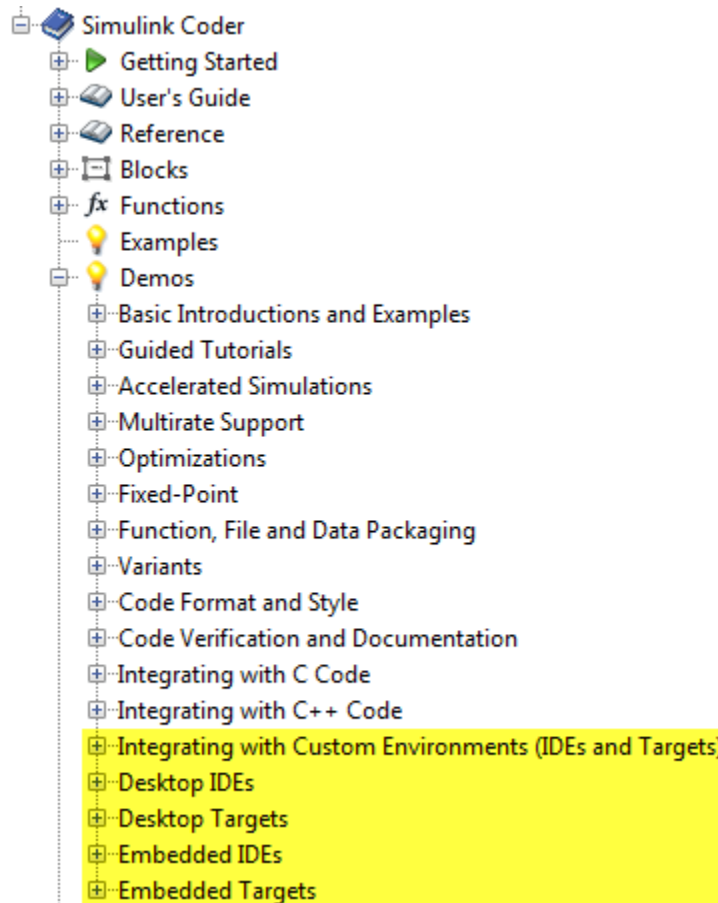 Simulink Coder
Getting Started
User's Guide
Reference
Blocks
fx Functions
Examples
Demos
Basic Introductions and Examples
Guided Tutorials
Accelerated Simulations
Multirate Support
Optimizations
Fixed-Point
Function, File and Data Packaging
Variants
Code Format and Style
Code Verification and Documentation
Integrating with C Code
Integrating with C++ Code
Integrating with Custom Environments (IDEs and Targets)
Desktop IDEs
Desktop Targets
Embedded IDEs
Embedded Targets